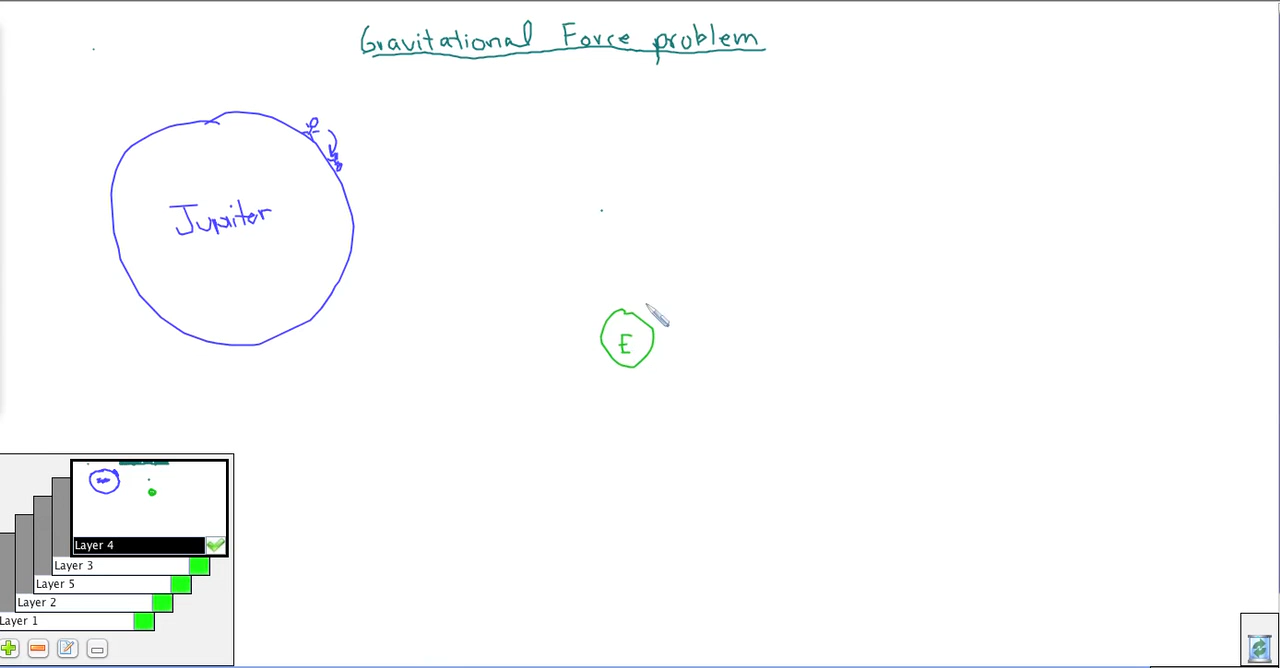 Gravitational Force problem
Jupiter
E
Layer 4
Layer 3
Layer 5
Layer 2
Layer 1